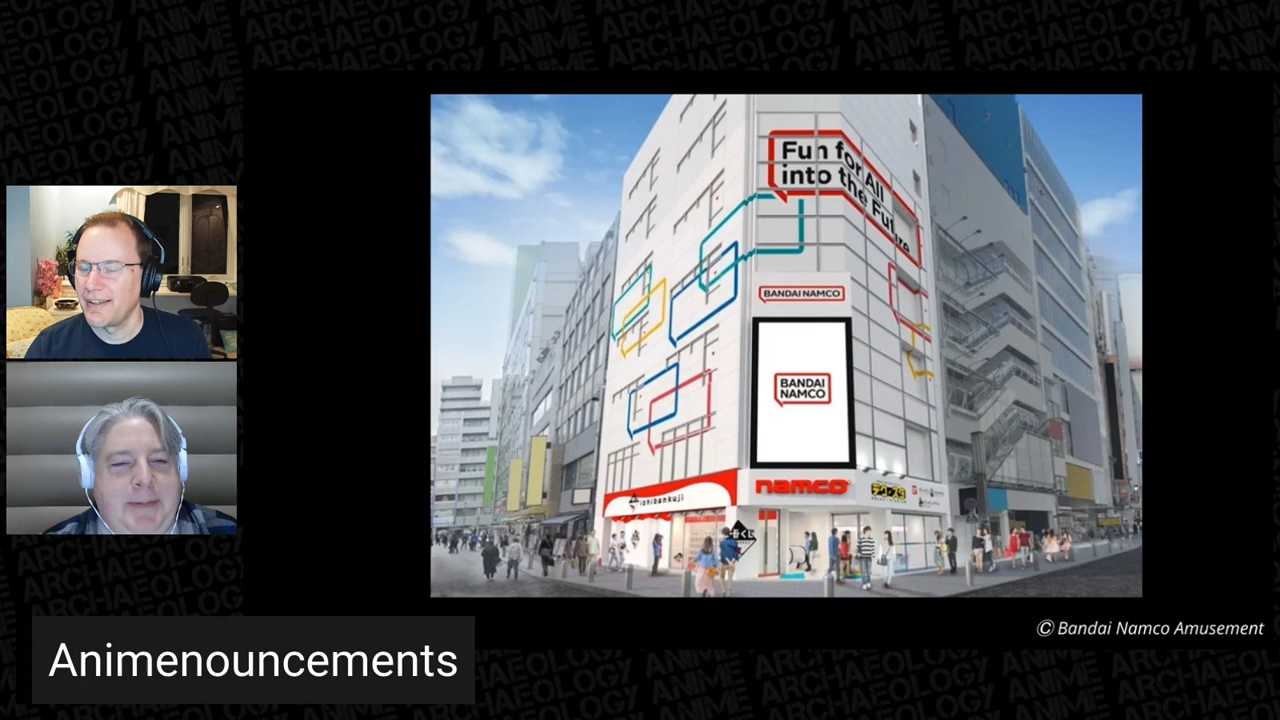 ARCHAEOLOGY ANIME
Fun for All
into the Future
BANDAI NAMCO
BANDAI
NAMCO
ichibankuji
namco
© Bandai Namco Amusement
Animenouncements